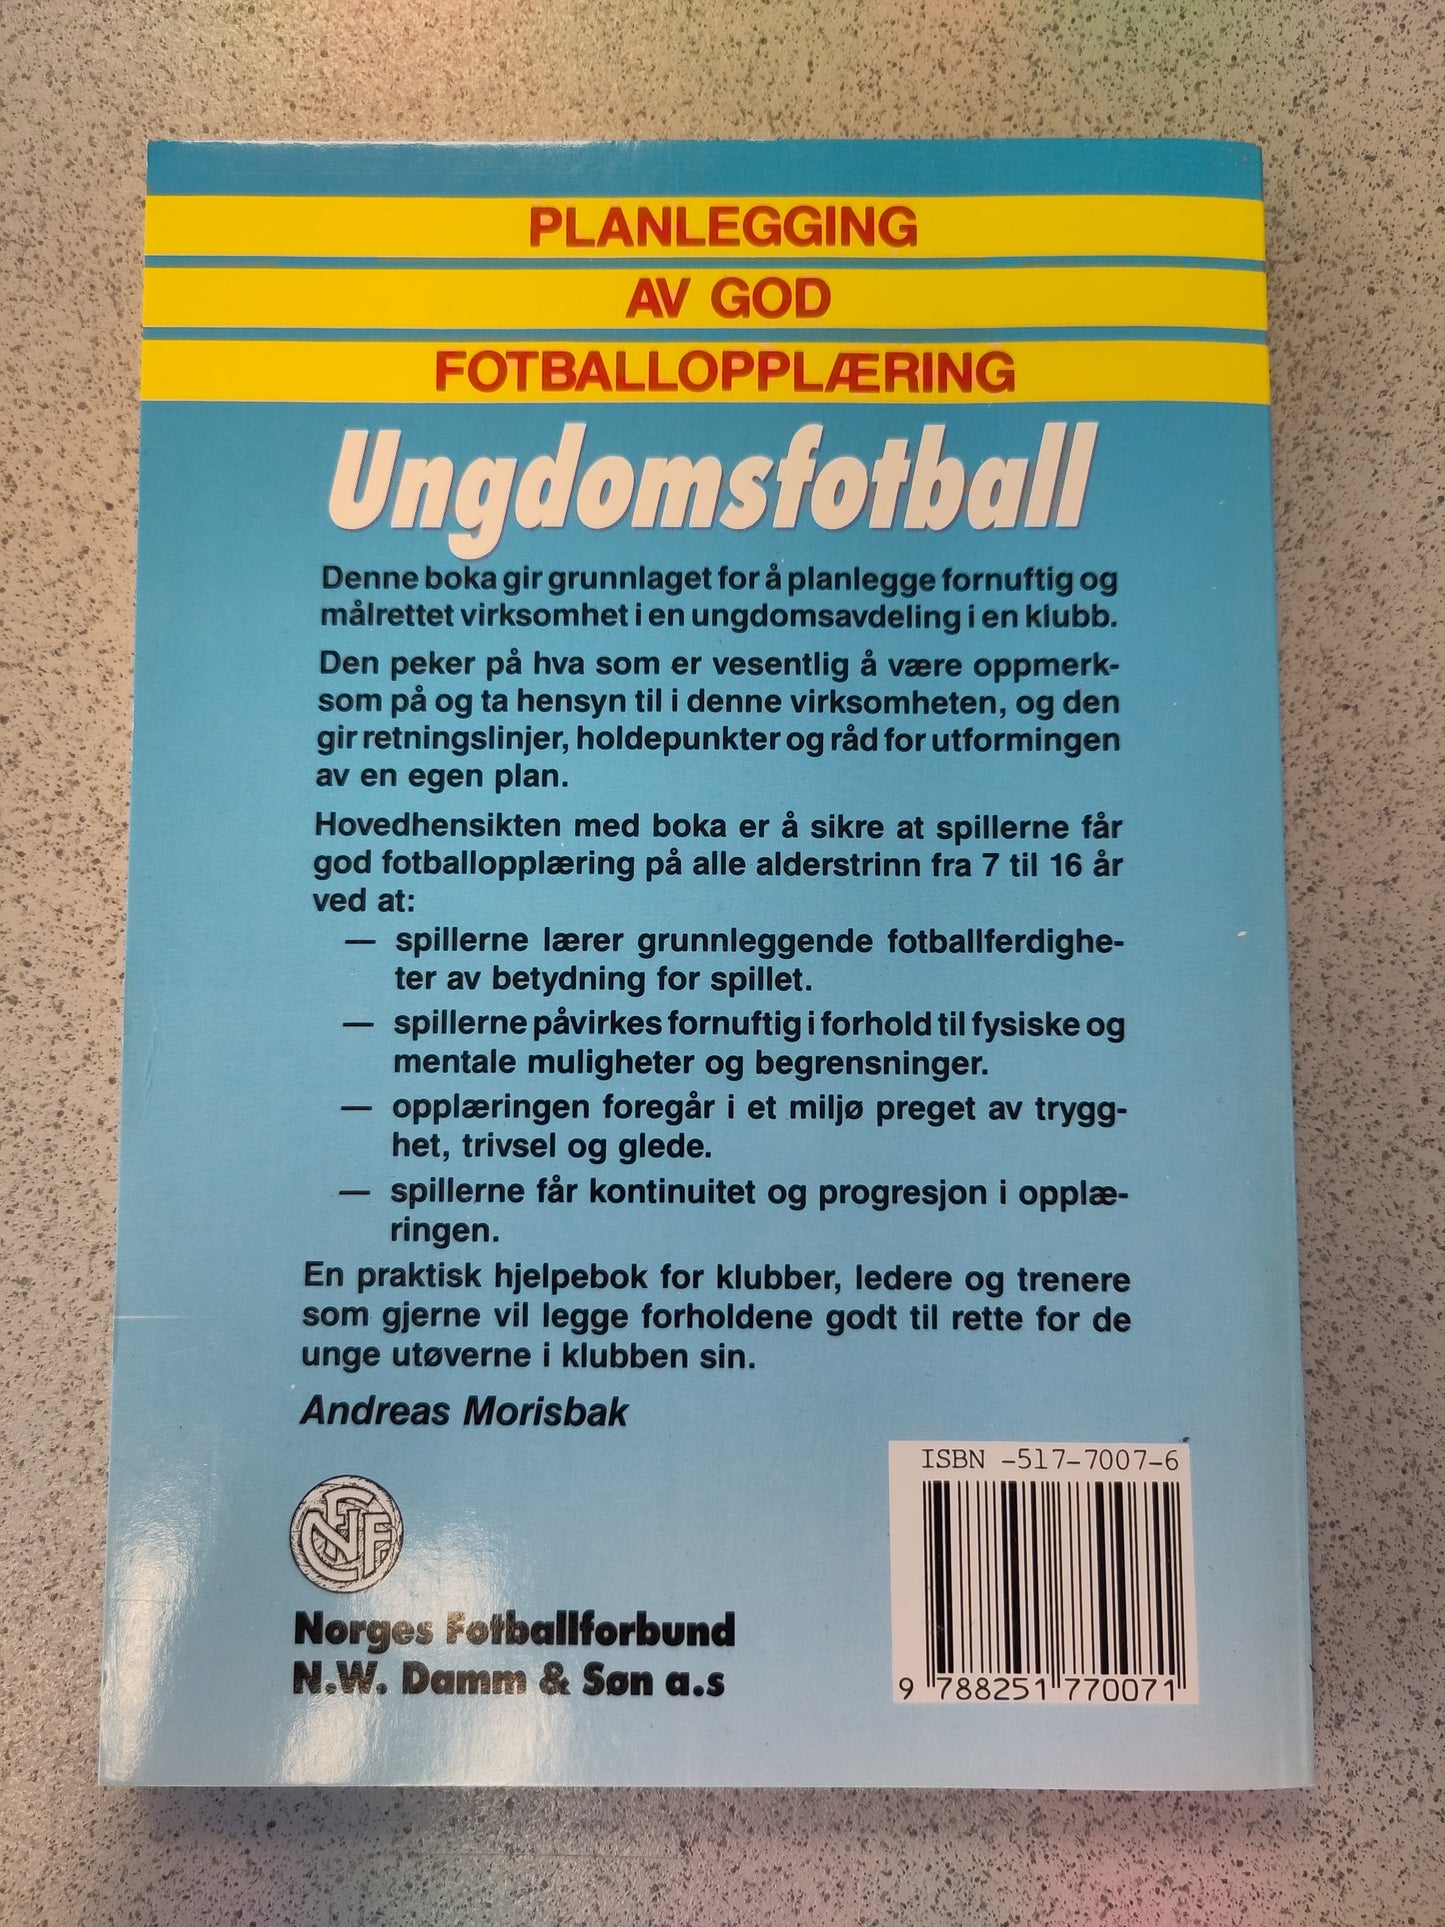 PLANLEGGING
AV GOD
FOTBALLOPPLÆRING
Ungdomsfotball
Denne boka gir grunnlaget for å planlegge fornuftig og
målrettet virksomhet i en ungdomsavdeling i en klubb.
Den peker på hva som er vesentlig å være oppmerk-
som på og ta hensyn til i denne virksomheten, og den
gir retningslinjer, holdepunkter og råd for utformingen
av en egen plan.
Hovedhensikten med boka er å sikre at spillerne får
god fotballopplæring på alle alderstrinn fra 7 til 16 år
ved at:
— spillerne lærer grunnleggende fotballferdighe-
ter av betydning for spillet.
— spillerne påvirkes fornuftig i forhold til fysiske og
mentale muligheter og begrensninger.
— opplæringen foregår i et miljø preget av trygg-
het, trivsel og glede.
— spillerne får kontinuitet og progresjon i opplæ-
ringen.
En praktisk hjelpebok for klubber, ledere og trenere
som gjerne vil legge forholdene godt til rette for de
unge utøverne i klubben sin.
Andreas Morisbak
NFF
Norges Fotballforbund
N.W. Damm & Søn a.s
ISBN -517-7007-6
9 788251 770071